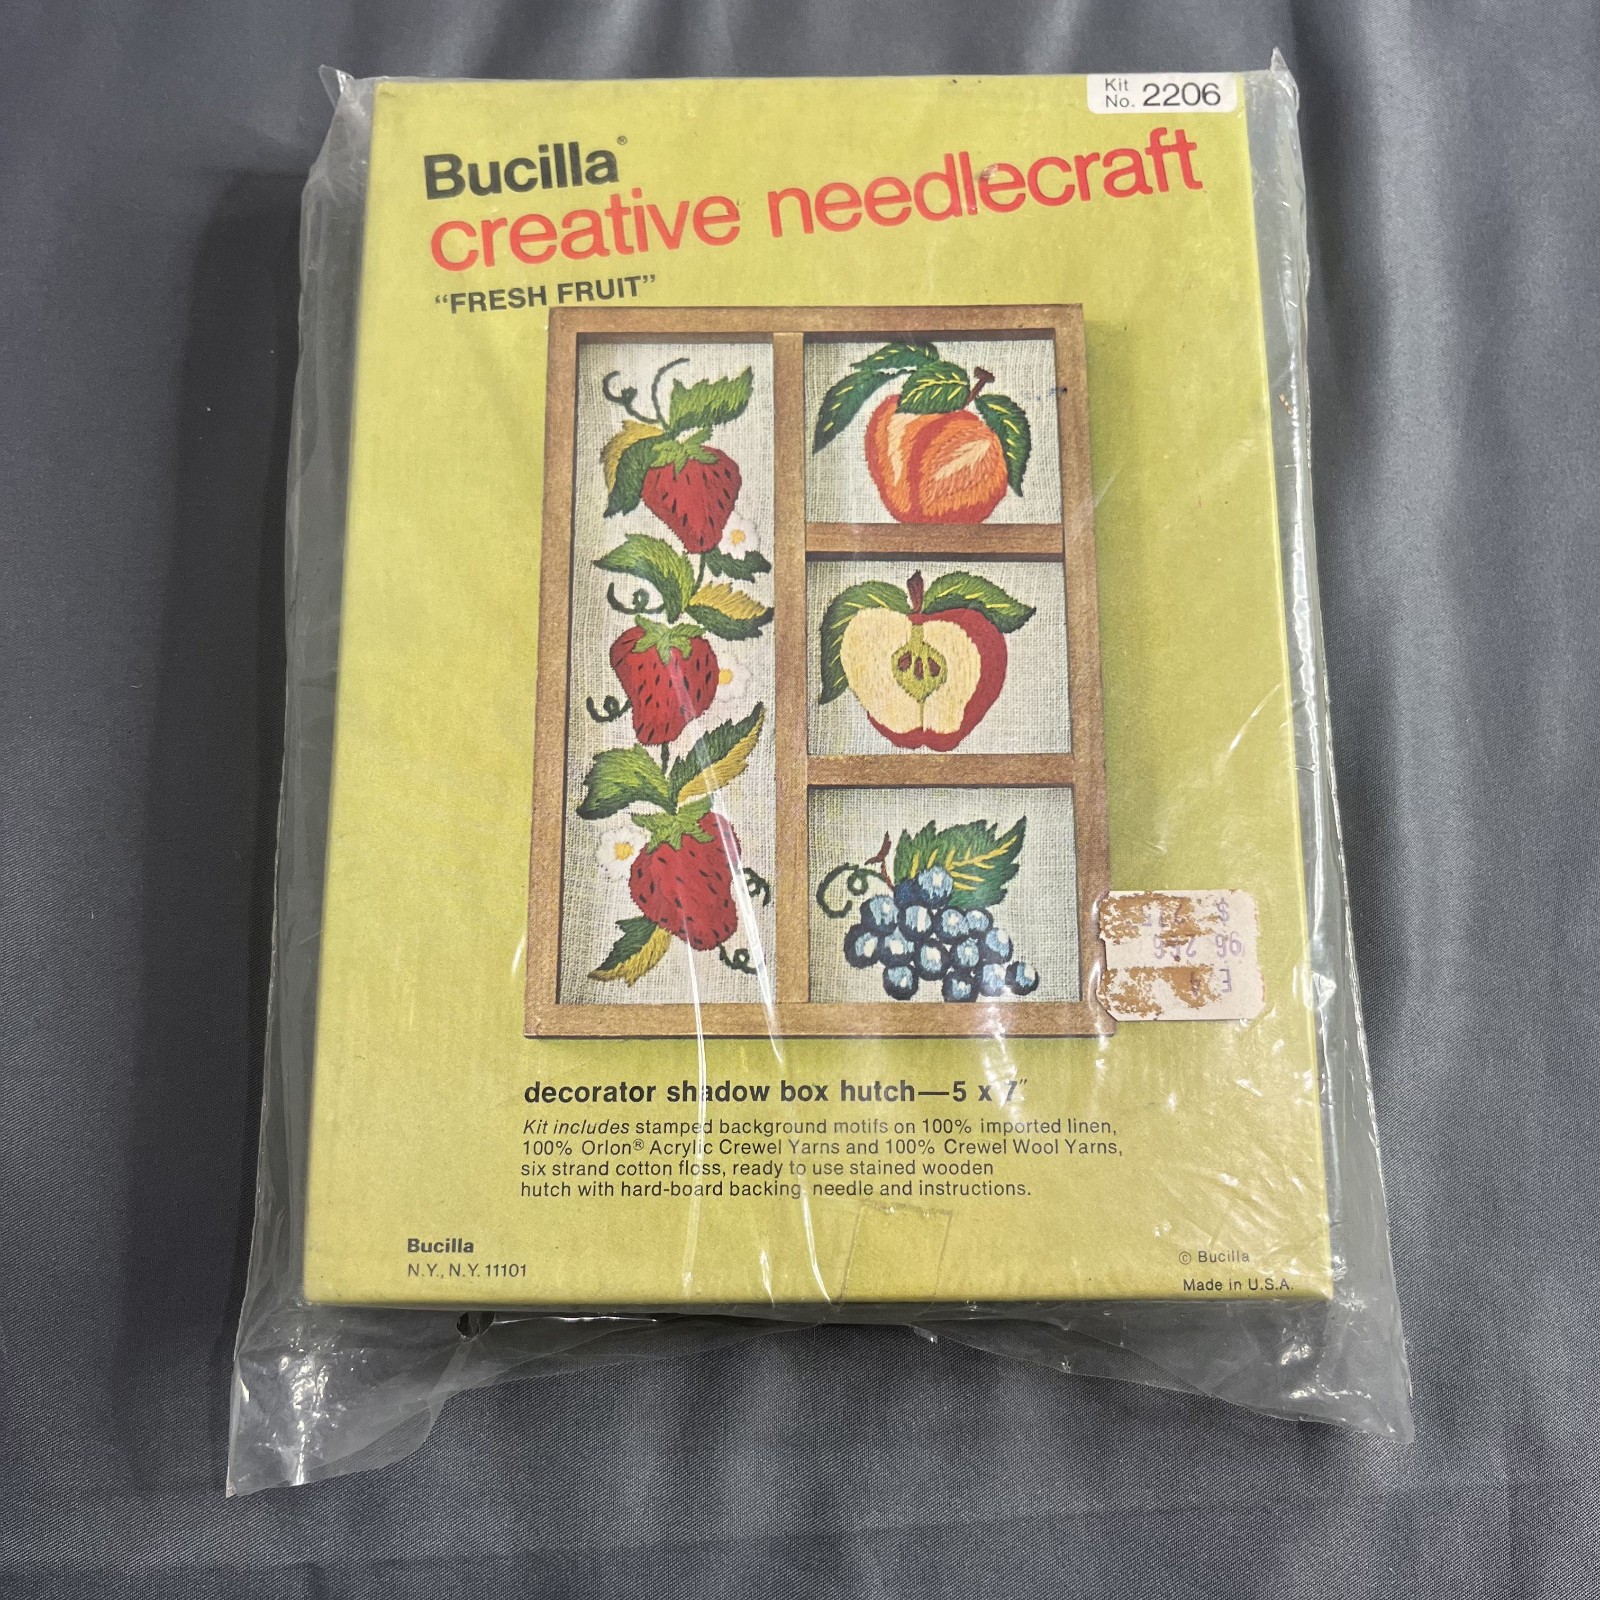 Kit
No. 2206
Bucilla®
creative needlecraft
“FRESH FRUIT”
decorator shadow box hutch—5 x 7"
Kit includes stamped background motifs on 100% imported linen,
100% Orlon® Acrylic Crewel Yarns and 100% Crewel Wool Yarns,
six strand cotton floss, ready to use stained wooden
hutch with hard-board backing, needle and instructions.
Bucilla
N.Y., N.Y. 11101
© Bucilla
Made in U.S.A.